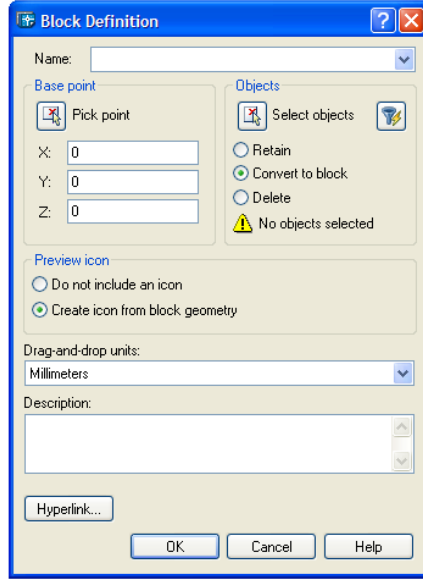 Block Definition
Name:
Base point
Pick point
X: 0
Y: 0
Z: 0
Objects
Select objects
Retain
Convert to block
Delete
No objects selected
Preview icon
Do not include an icon
Create icon from block geometry
Drag-and-drop units:
Millimeters
Description:
Hyperlink...
OK Cancel Help